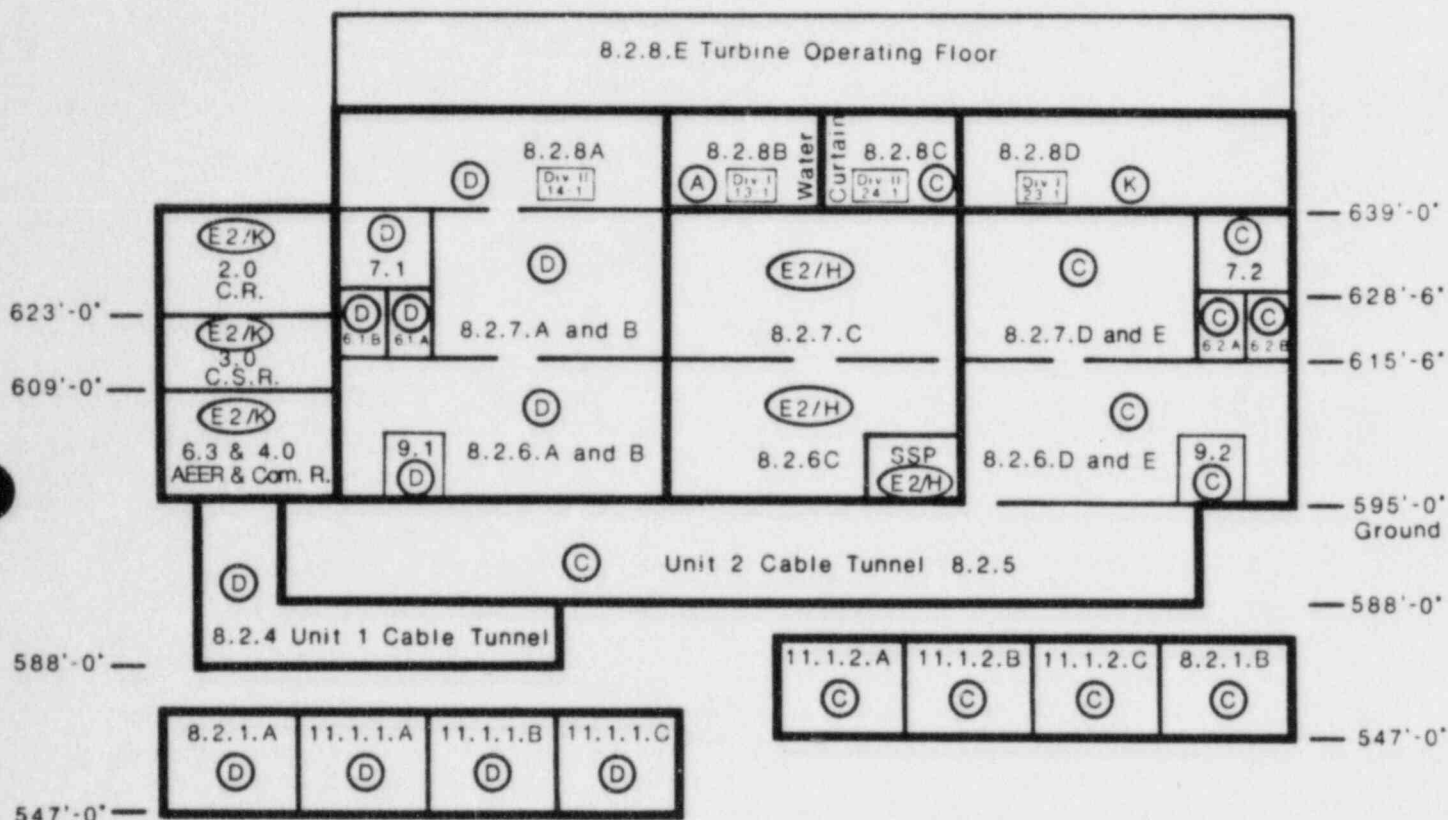 8.2.8.E Turbine Operating Floor
8.2.8A
D
Div II
14-1
8.2.8B
A
Div I
13-1
Water
Curtain
8.2.8C
Div II
24-1
C
8.2.8D
Div I
23-1
K
639'-0"
E2/K
2.0
C.R.
D
7.1
D
E2/H
C
C
7.2
628'-6"
623'-0"
D
D
6.1.B
6.1.A
8.2.7.A and B
8.2.7.C
8.2.7.D and E
C
C
6.2.A
6.2.B
E2/K
3.0
C.S.R.
615'-6"
609'-0"
E2/K
6.3 & 4.0
AEER & Com. R.
D
8.2.6.A and B
9.1
D
E2/H
8.2.6C
SSP
E2/H
C
8.2.6.D and E
9.2
C
595'-0"
Ground
C
Unit 2 Cable Tunnel 8.2.5
D
588'-0"
8.2.4 Unit 1 Cable Tunnel
588'-0"
11.1.2.A
11.1.2.B
11.1.2.C
8.2.1.B
C
C
C
C
547'-0"
8.2.1.A
11.1.1.A
11.1.1.B
11.1.1.C
D
D
D
D
547'-0"